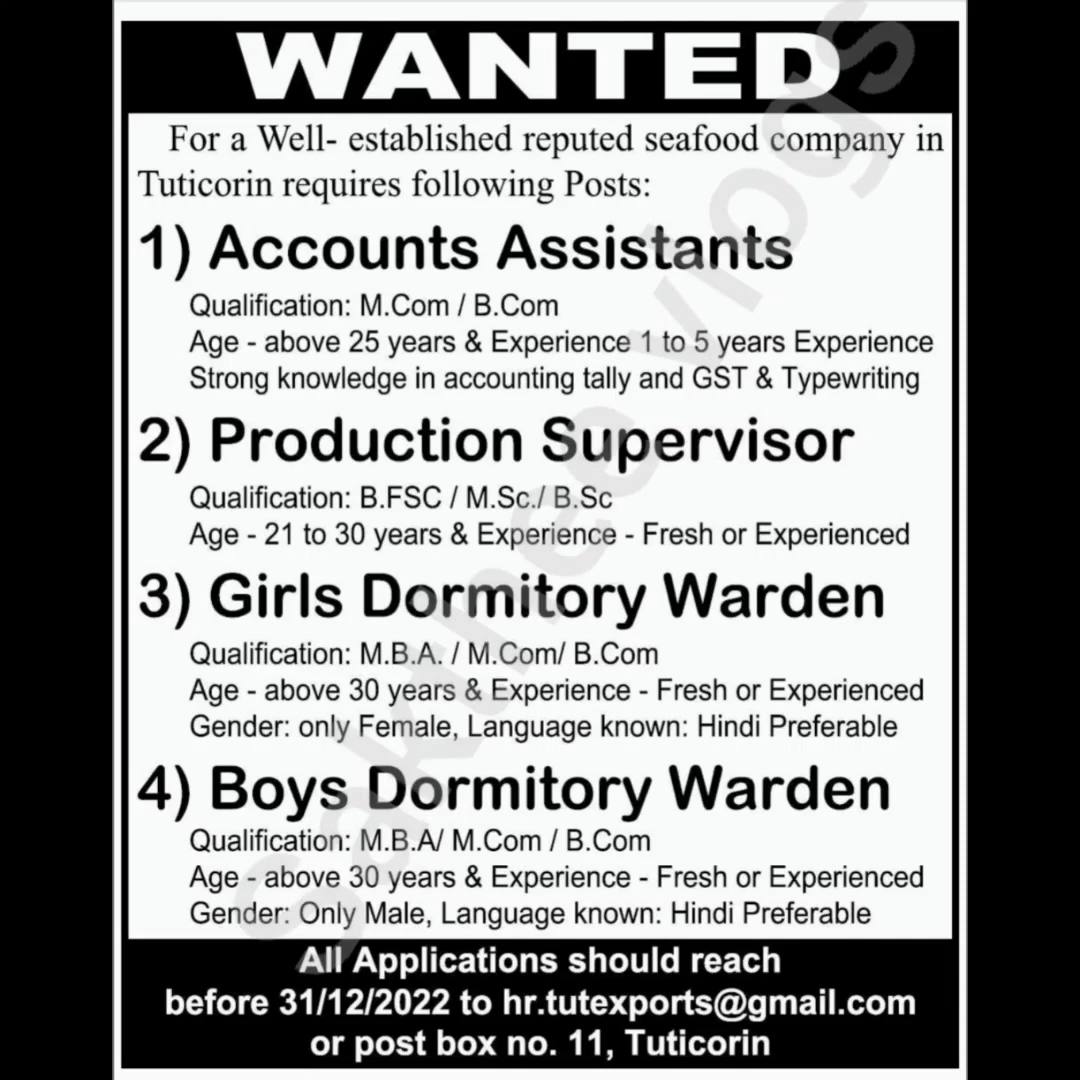 WANTED
For a Well- established reputed seafood company in
Tuticorin requires following Posts:
1) Accounts Assistants
Qualification: M.Com / B.Com
Age - above 25 years & Experience 1 to 5 years Experience
Strong knowledge in accounting tally and GST & Typewriting
2) Production Supervisor
Qualification: B.FSC / M.Sc./ B.Sc
Age - 21 to 30 years & Experience - Fresh or Experienced
3) Girls Dormitory Warden
Qualification: M.B.A. / M.Com/ B.Com
Age - above 30 years & Experience - Fresh or Experienced
Gender: only Female, Language known: Hindi Preferable
4) Boys Dormitory Warden
Qualification: M.B.A/ M.Com / B.Com
Age - above 30 years & Experience - Fresh or Experienced
Gender: Only Male, Language known: Hindi Preferable
All Applications should reach
before 31/12/2022 to hr.tutexports@gmail.com
or post box no. 11, Tuticorin
Sakthee vlogs